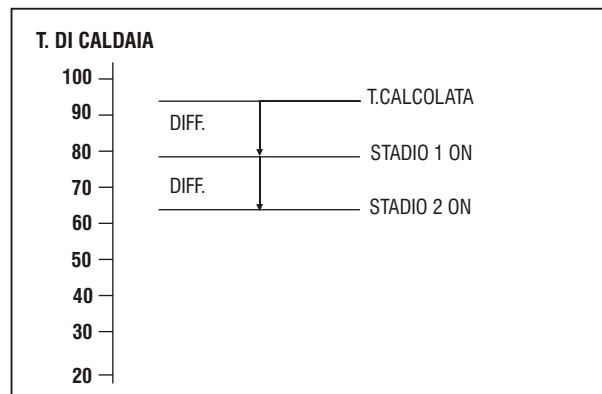 T. DI CALDAIA
100
90
80
70
60
50
40
30
20
DIFF.
DIFF.
T.CALCOLATA
STADIO 1 ON
STADIO 2 ON